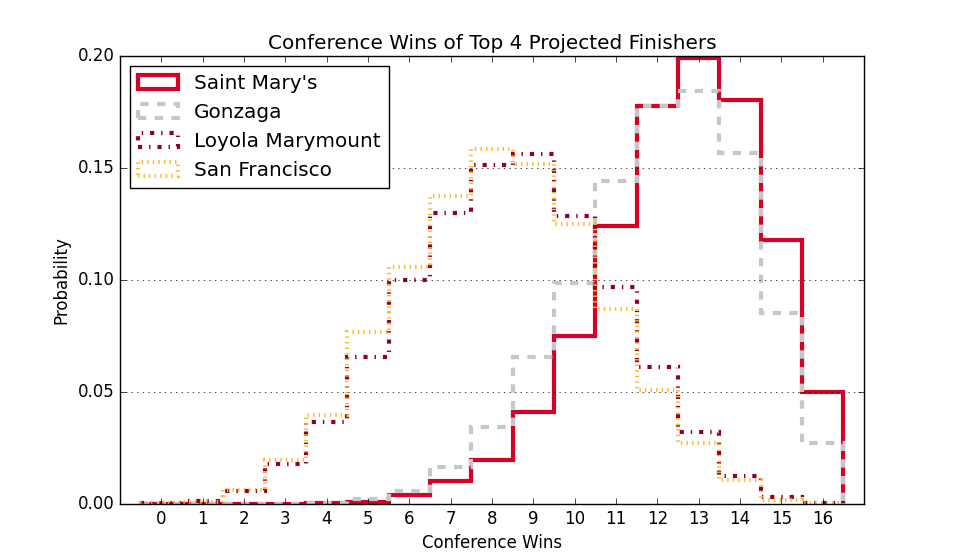 Conference Wins of Top 4 Projected Finishers
0.20
0.15
0.10
0.05
0.00
Probability
Saint Mary's
Gonzaga
Loyola Marymount
San Francisco
0 1 2 3 4 5 6 7 8 9 10 11 12 13 14 15 16
Conference Wins